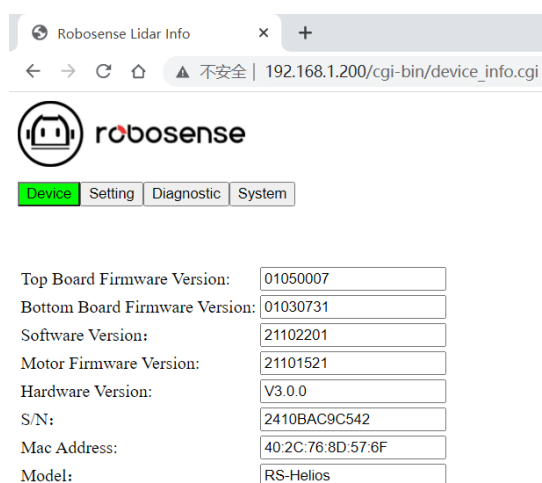 Robosense Lidar Info
不安全 | 192.168.1.200/cgi-bin/device_info.cgi
robosense
Device Setting Diagnostic System
Top Board Firmware Version: 01050007
Bottom Board Firmware Version: 01030731
Software Version： 21102201
Motor Firmware Version: 21101521
Hardware Version: V3.0.0
S/N： 2410BAC9C542
Mac Address: 40:2C:76:8D:57:6F
Model： RS-Helios